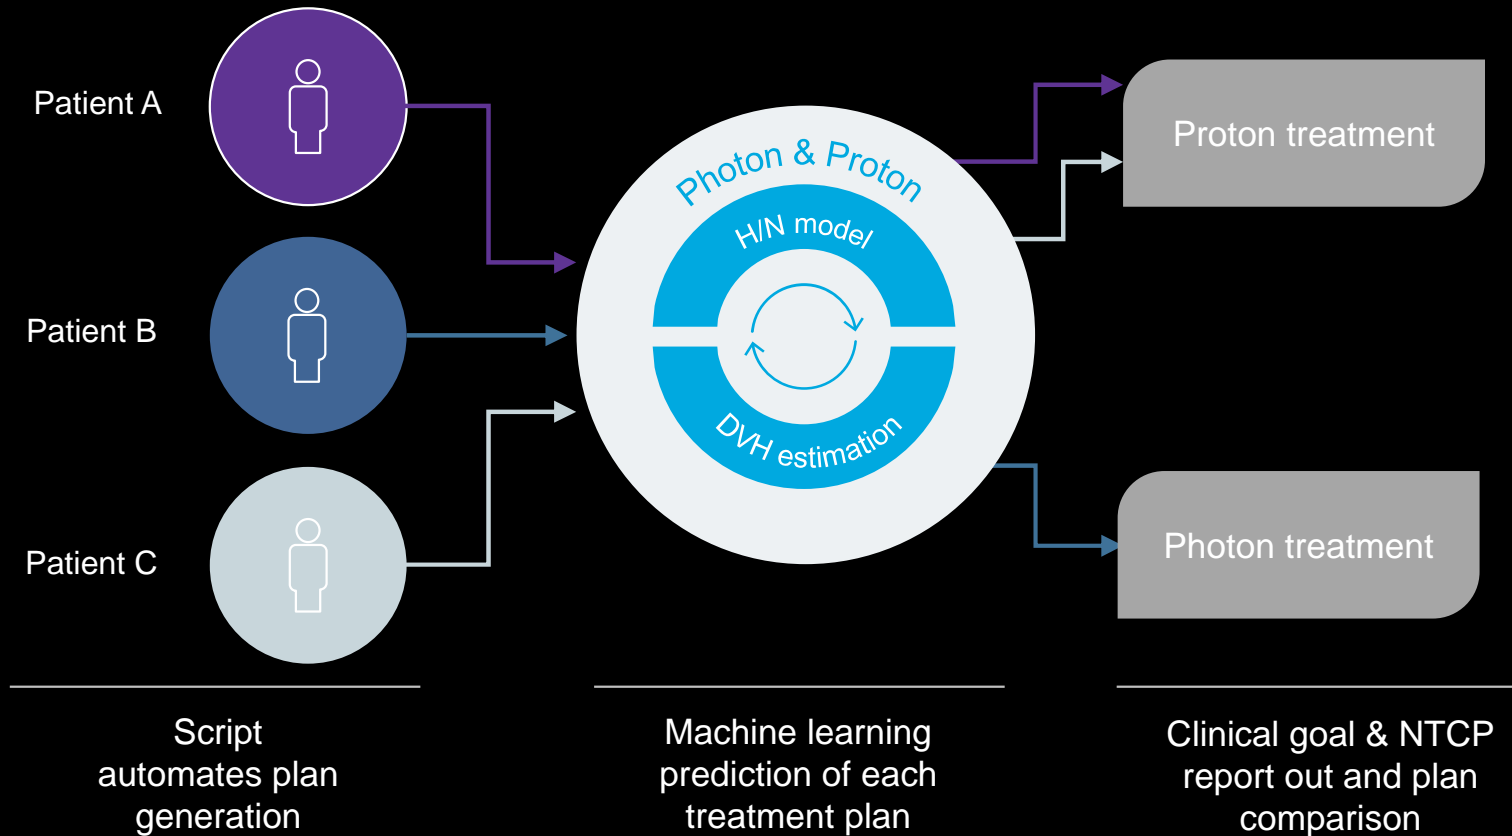 Patient A
Patient B
Patient C
Photon & Proton
H/N model
DVH estimation
Proton treatment
Photon treatment
Script
automates plan
generation
Machine learning
prediction of each
treatment plan
Clinical goal & NTCP
report out and plan
comparison